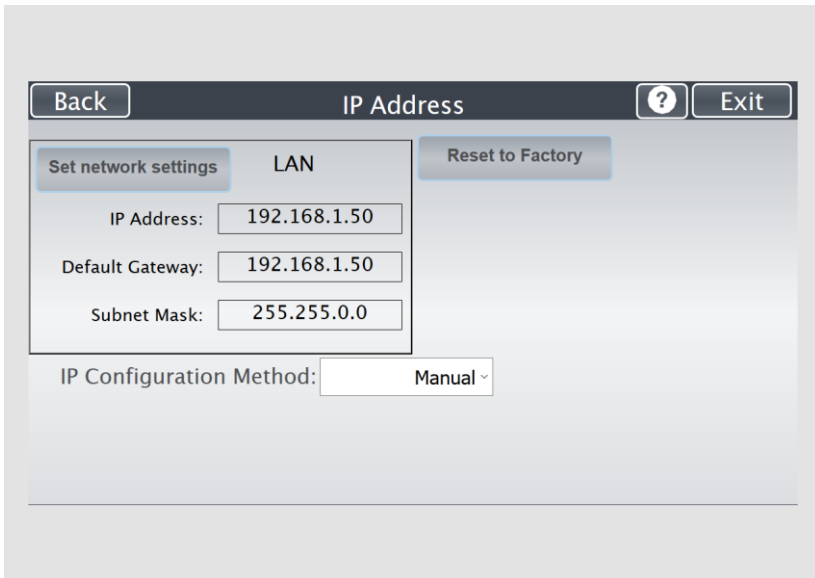 Back IP Address ? Exit
Set network settings LAN Reset to Factory
IP Address: 192.168.1.50
Default Gateway: 192.168.1.50
Subnet Mask: 255.255.0.0
IP Configuration Method: Manual